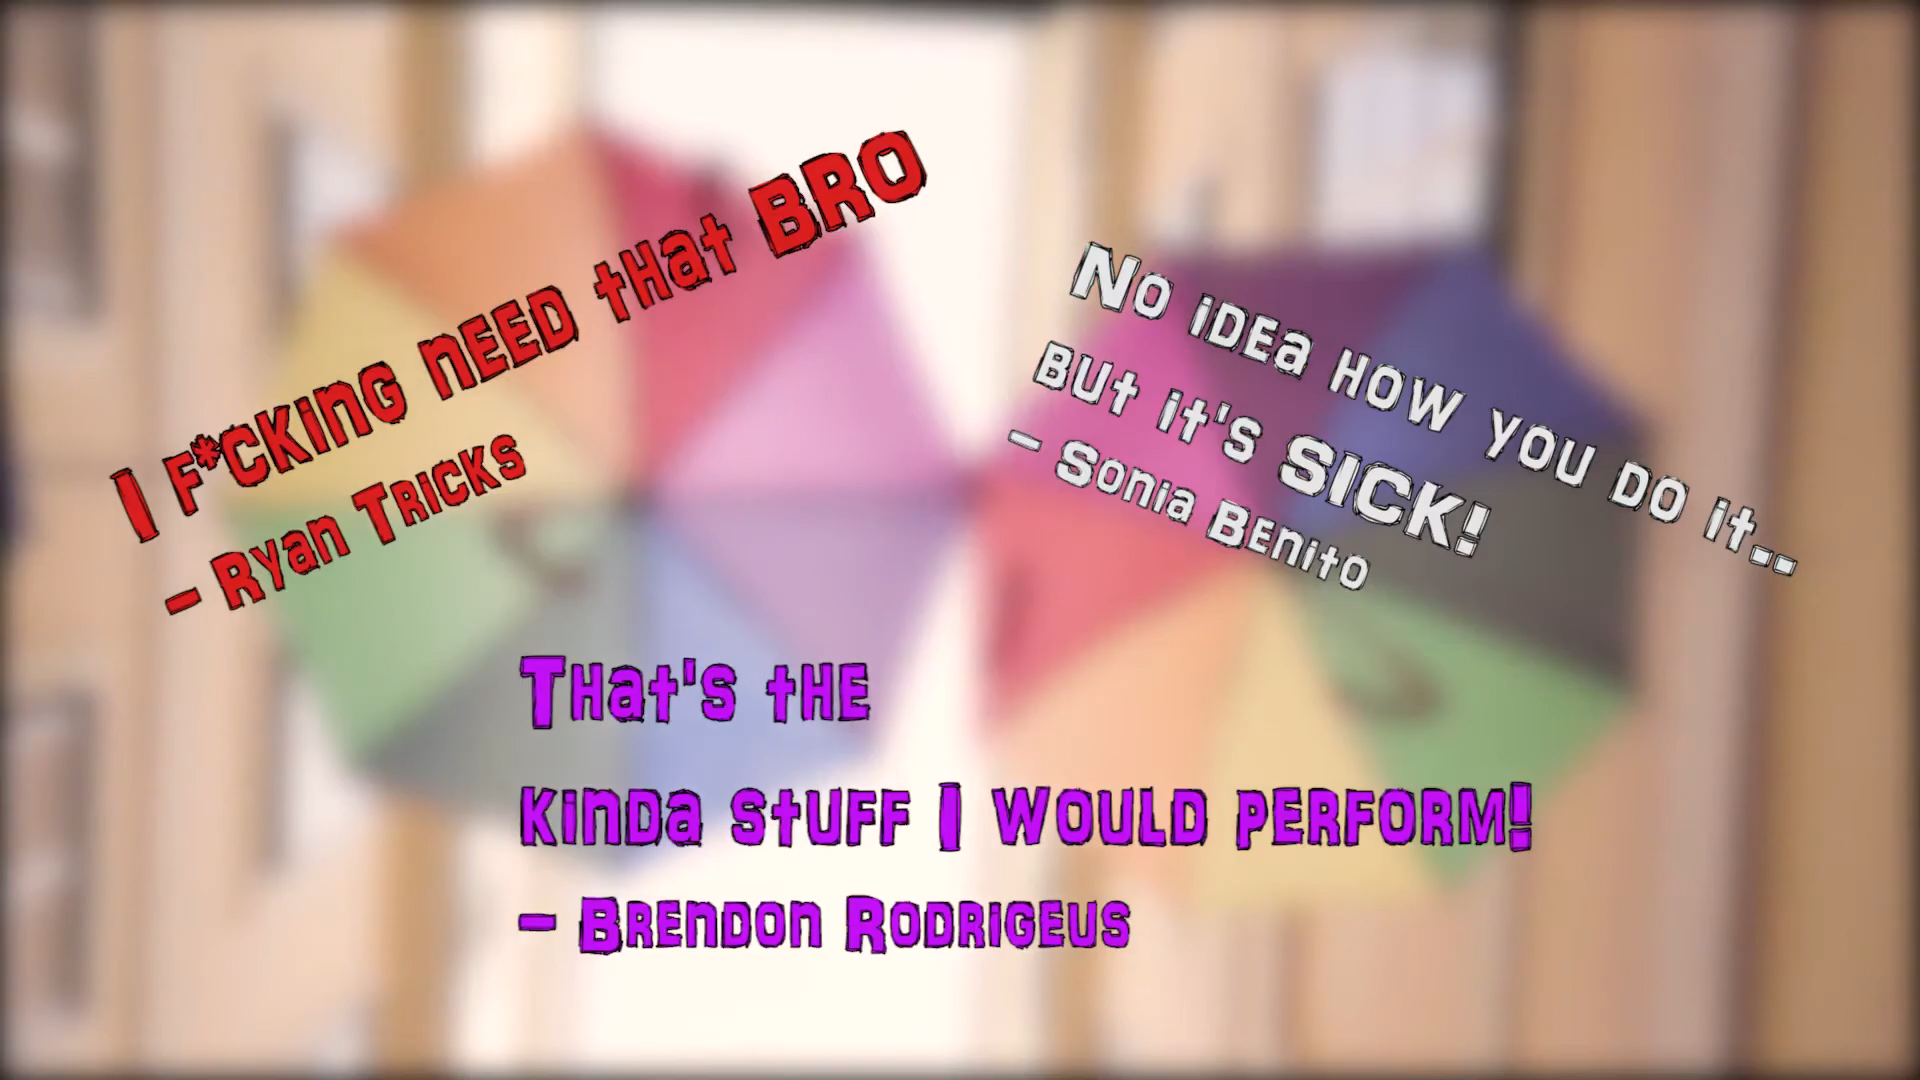 I F*CKING NEED THAT BRO
- RYAN TRICKS
NO IDEA HOW YOU DO IT..
BUT IT'S SICK!
- SONIA BENITO
THAT'S THE
KINDA STUFF I WOULD PERFORM!
- BRENDON RODRIGEUS